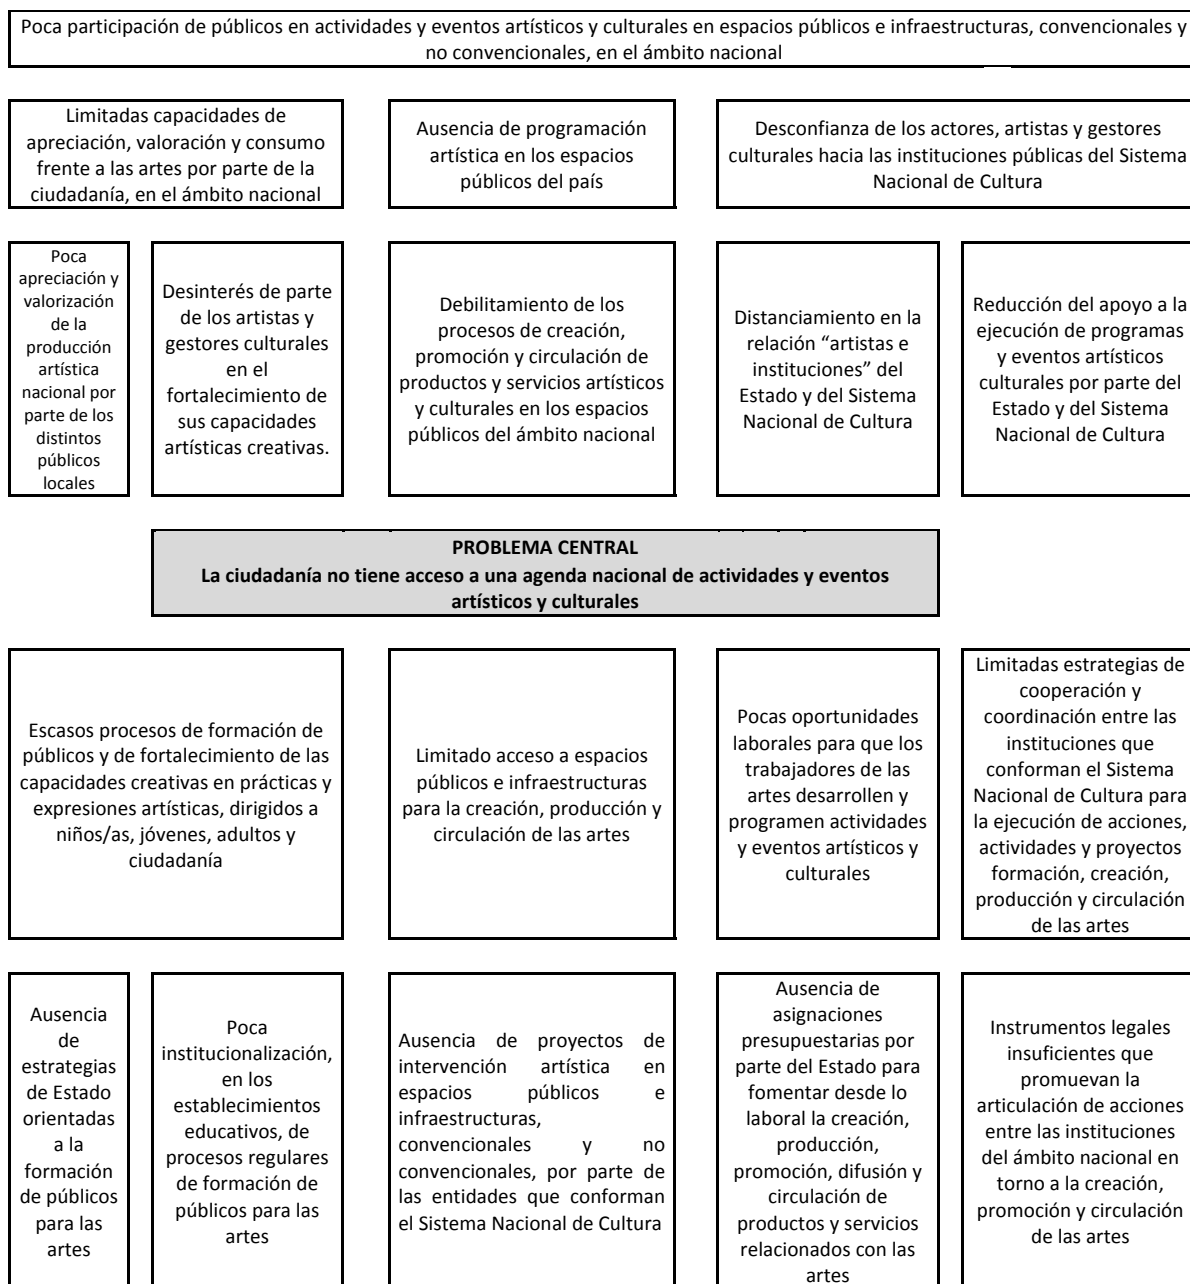 Poca participación de públicos en actividades y eventos artísticos y culturales en espacios públicos e infraestructuras, convencionales y
no convencionales, en el ámbito nacional
Limitadas capacidades de
apreciación, valoración y consumo
frente a las artes por parte de la
ciudadanía, en el ámbito nacional
Ausencia de programación
artística en los espacios
públicos del país
Desconfianza de los actores, artistas y gestores
culturales hacia las instituciones públicas del Sistema
Nacional de Cultura
Poca
apreciación y
valorización
de la
producción
artística
nacional por
parte de los
distintos
públicos
locales
Desinterés de parte
de los artistas y
gestores culturales
en el
fortalecimiento de
sus capacidades
artísticas creativas.
Debilitamiento de los
procesos de creación,
promoción y circulación de
productos y servicios artísticos
y culturales en los espacios
públicos del ámbito nacional
Distanciamiento en la
relación “artistas e
instituciones” del
Estado y del Sistema
Nacional de Cultura
Reducción del apoyo a la
ejecución de programas
y eventos artísticos
culturales por parte del
Estado y del Sistema
Nacional de Cultura
PROBLEMA CENTRAL
La ciudadanía no tiene acceso a una agenda nacional de actividades y eventos
artísticos y culturales
Escasos procesos de formación de
públicos y de fortalecimiento de las
capacidades creativas en prácticas y
expresiones artísticas, dirigidos a
niños/as, jóvenes, adultos y
ciudadanía
Limitado acceso a espacios
públicos e infraestructuras
para la creación, producción y
circulación de las artes
Pocas oportunidades
laborales para que los
trabajadores de las
artes desarrollen y
programen actividades
y eventos artísticos y
culturales
Limitadas estrategias de
cooperación y
coordinación entre las
instituciones que
conforman el Sistema
Nacional de Cultura para
la ejecución de acciones,
actividades y proyectos
formación, creación,
producción y circulación
de las artes
Ausencia
de
estrategias
de Estado
orientadas
a la
formación
de públicos
para las
artes
Poca
institucionalización,
en los
establecimientos
educativos, de
procesos regulares
de formación de
públicos para las
artes
Ausencia de proyectos de
intervención artística en
espacios públicos e
infraestructuras,
convencionales y no
convencionales, por parte de
las entidades que conforman
el Sistema Nacional de Cultura
Ausencia de
asignaciones
presupuestarias por
parte del Estado para
fomentar desde lo
laboral la creación,
producción,
promoción, difusión y
circulación de
productos y servicios
relacionados con las
artes
Instrumentos legales
insuficientes que
promuevan la
articulación de acciones
entre las instituciones
del ámbito nacional en
torno a la creación,
promoción y circulación
de las artes